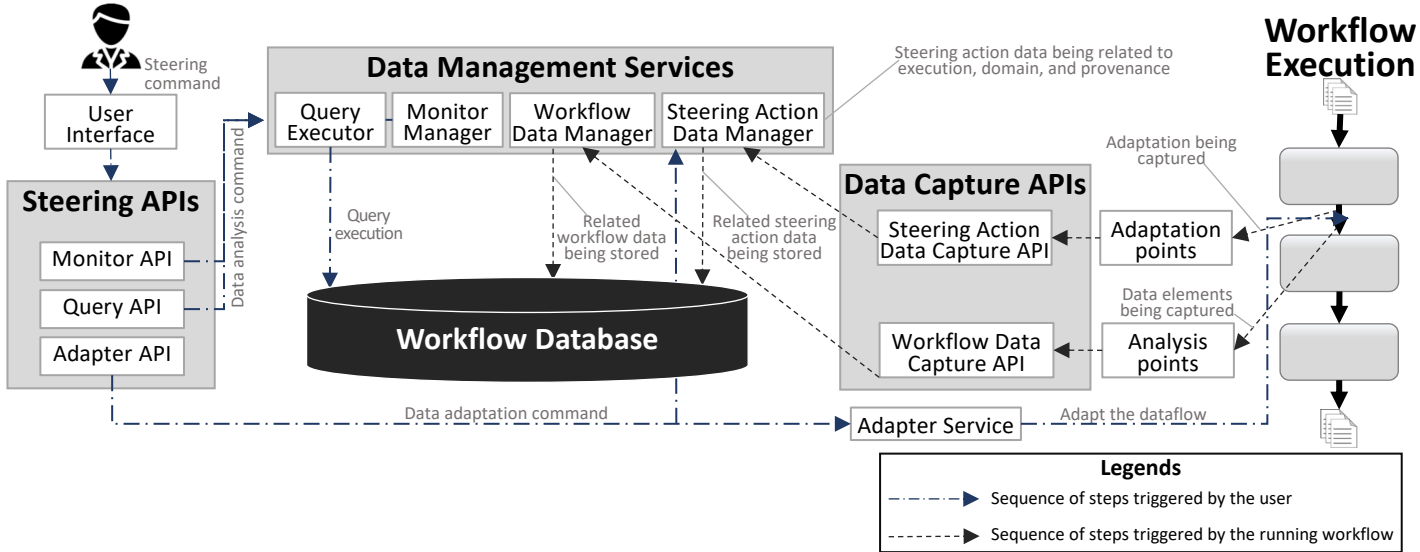 Steering
command
User
Interface
Steering APIs
Monitor API
Query API
Adapter API
Data analysis command
Data Management Services
Query
Executor
Monitor
Manager
Workflow
Data Manager
Steering Action
Data Manager
Steering action data being related to
execution, domain, and provenance
Query
execution
Related
workflow data
being stored
Related steering
action data
being stored
Workflow Database
Data Capture APIs
Steering Action
Data Capture API
Workflow Data
Capture API
Adaptation
points
Analysis
points
Adaptation being
captured
Data elements
being captured
Workflow
Execution
Data adaptation command
Adapter Service
Adapt the dataflow
Legends
Sequence of steps triggered by the user
Sequence of steps triggered by the running workflow